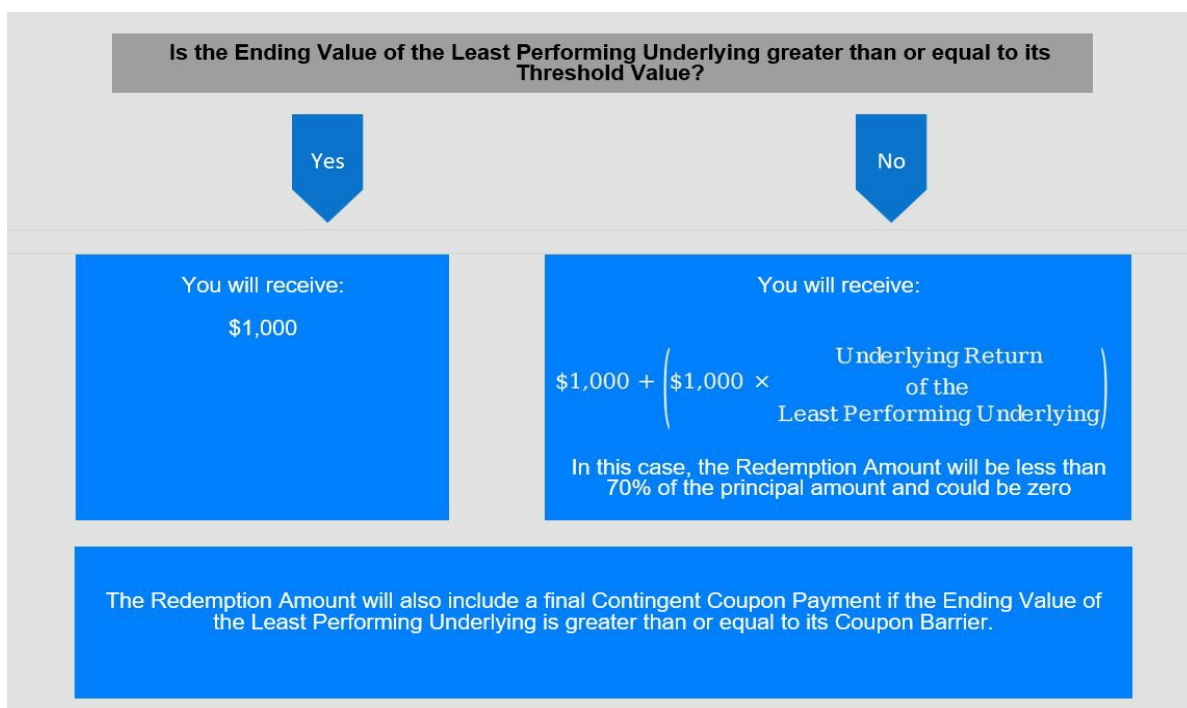 Is the Ending Value of the Least Performing Underlying greater than or equal to its
Threshold Value?
Yes
No
You will receive:
$1,000
You will receive:
$1,000 + ($1,000 × Underlying Return
of the
Least Performing Underlying)
In this case, the Redemption Amount will be less than
70% of the principal amount and could be zero
The Redemption Amount will also include a final Contingent Coupon Payment if the Ending Value of
the Least Performing Underlying is greater than or equal to its Coupon Barrier.